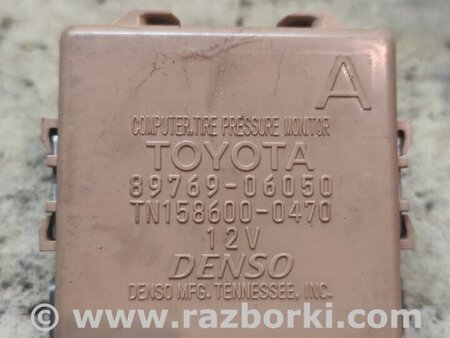 A
COMPUTER.TIRE PRESSURE MONITOR
TOYOTA
89769-06050
TN158600-0470
12V
DENSO
DENSO MFG. TENNESSEE, INC.
© www.razborki.com